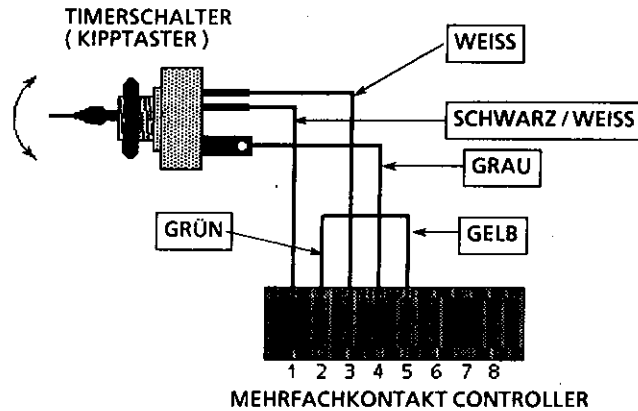 TIMERSCHALTER
( KIPPTASTER )
WEISS
SCHWARZ / WEISS
GRAU
GRÜN
GELB
1 2 3 4 5 6 7 8
MEHRFACHKONTAKT CONTROLLER